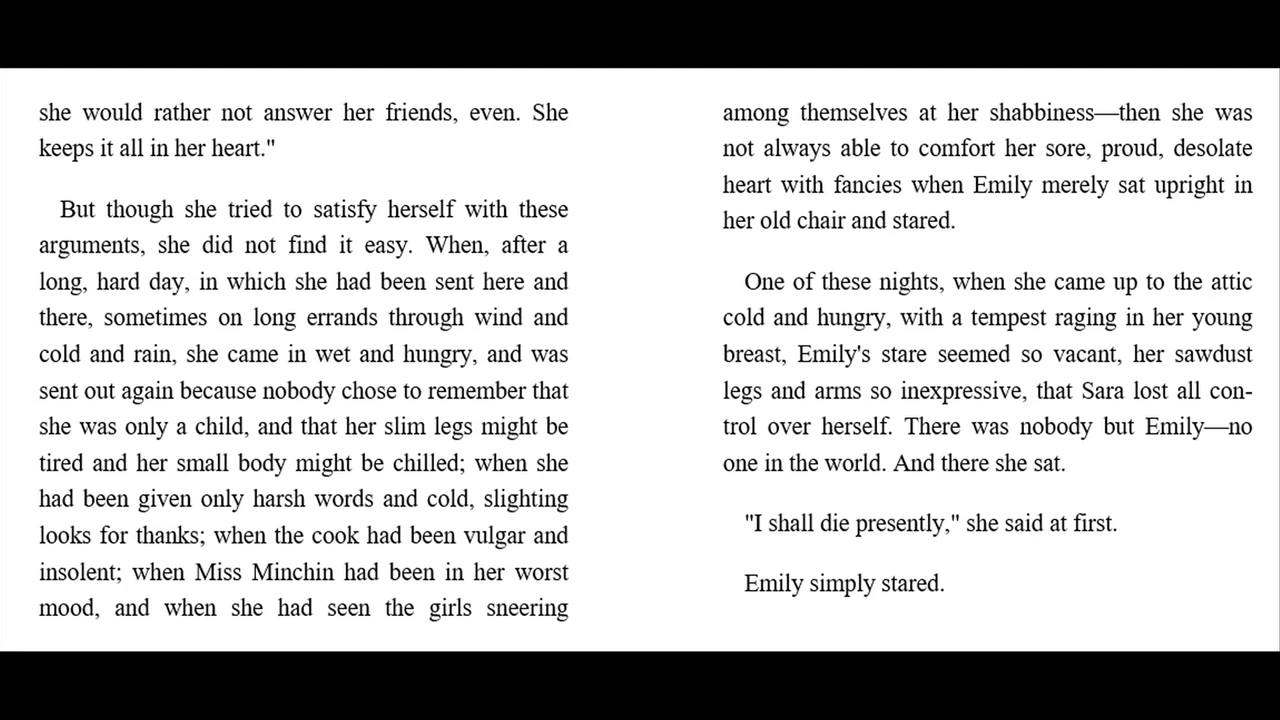 she would rather not answer her friends, even. She
keeps it all in her heart."
But though she tried to satisfy herself with these
arguments, she did not find it easy. When, after a
long, hard day, in which she had been sent here and
there, sometimes on long errands through wind and
cold and rain, she came in wet and hungry, and was
sent out again because nobody chose to remember that
she was only a child, and that her slim legs might be
tired and her small body might be chilled; when she
had been given only harsh words and cold, slighting
looks for thanks; when the cook had been vulgar and
insolent; when Miss Minchin had been in her worst
mood, and when she had seen the girls sneering
among themselves at her shabbiness—then she was
not always able to comfort her sore, proud, desolate
heart with fancies when Emily merely sat upright in
her old chair and stared.
One of these nights, when she came up to the attic
cold and hungry, with a tempest raging in her young
breast, Emily's stare seemed so vacant, her sawdust
legs and arms so inexpressive, that Sara lost all con-
trol over herself. There was nobody but Emily—no
one in the world. And there she sat.
"I shall die presently," she said at first.
Emily simply stared.